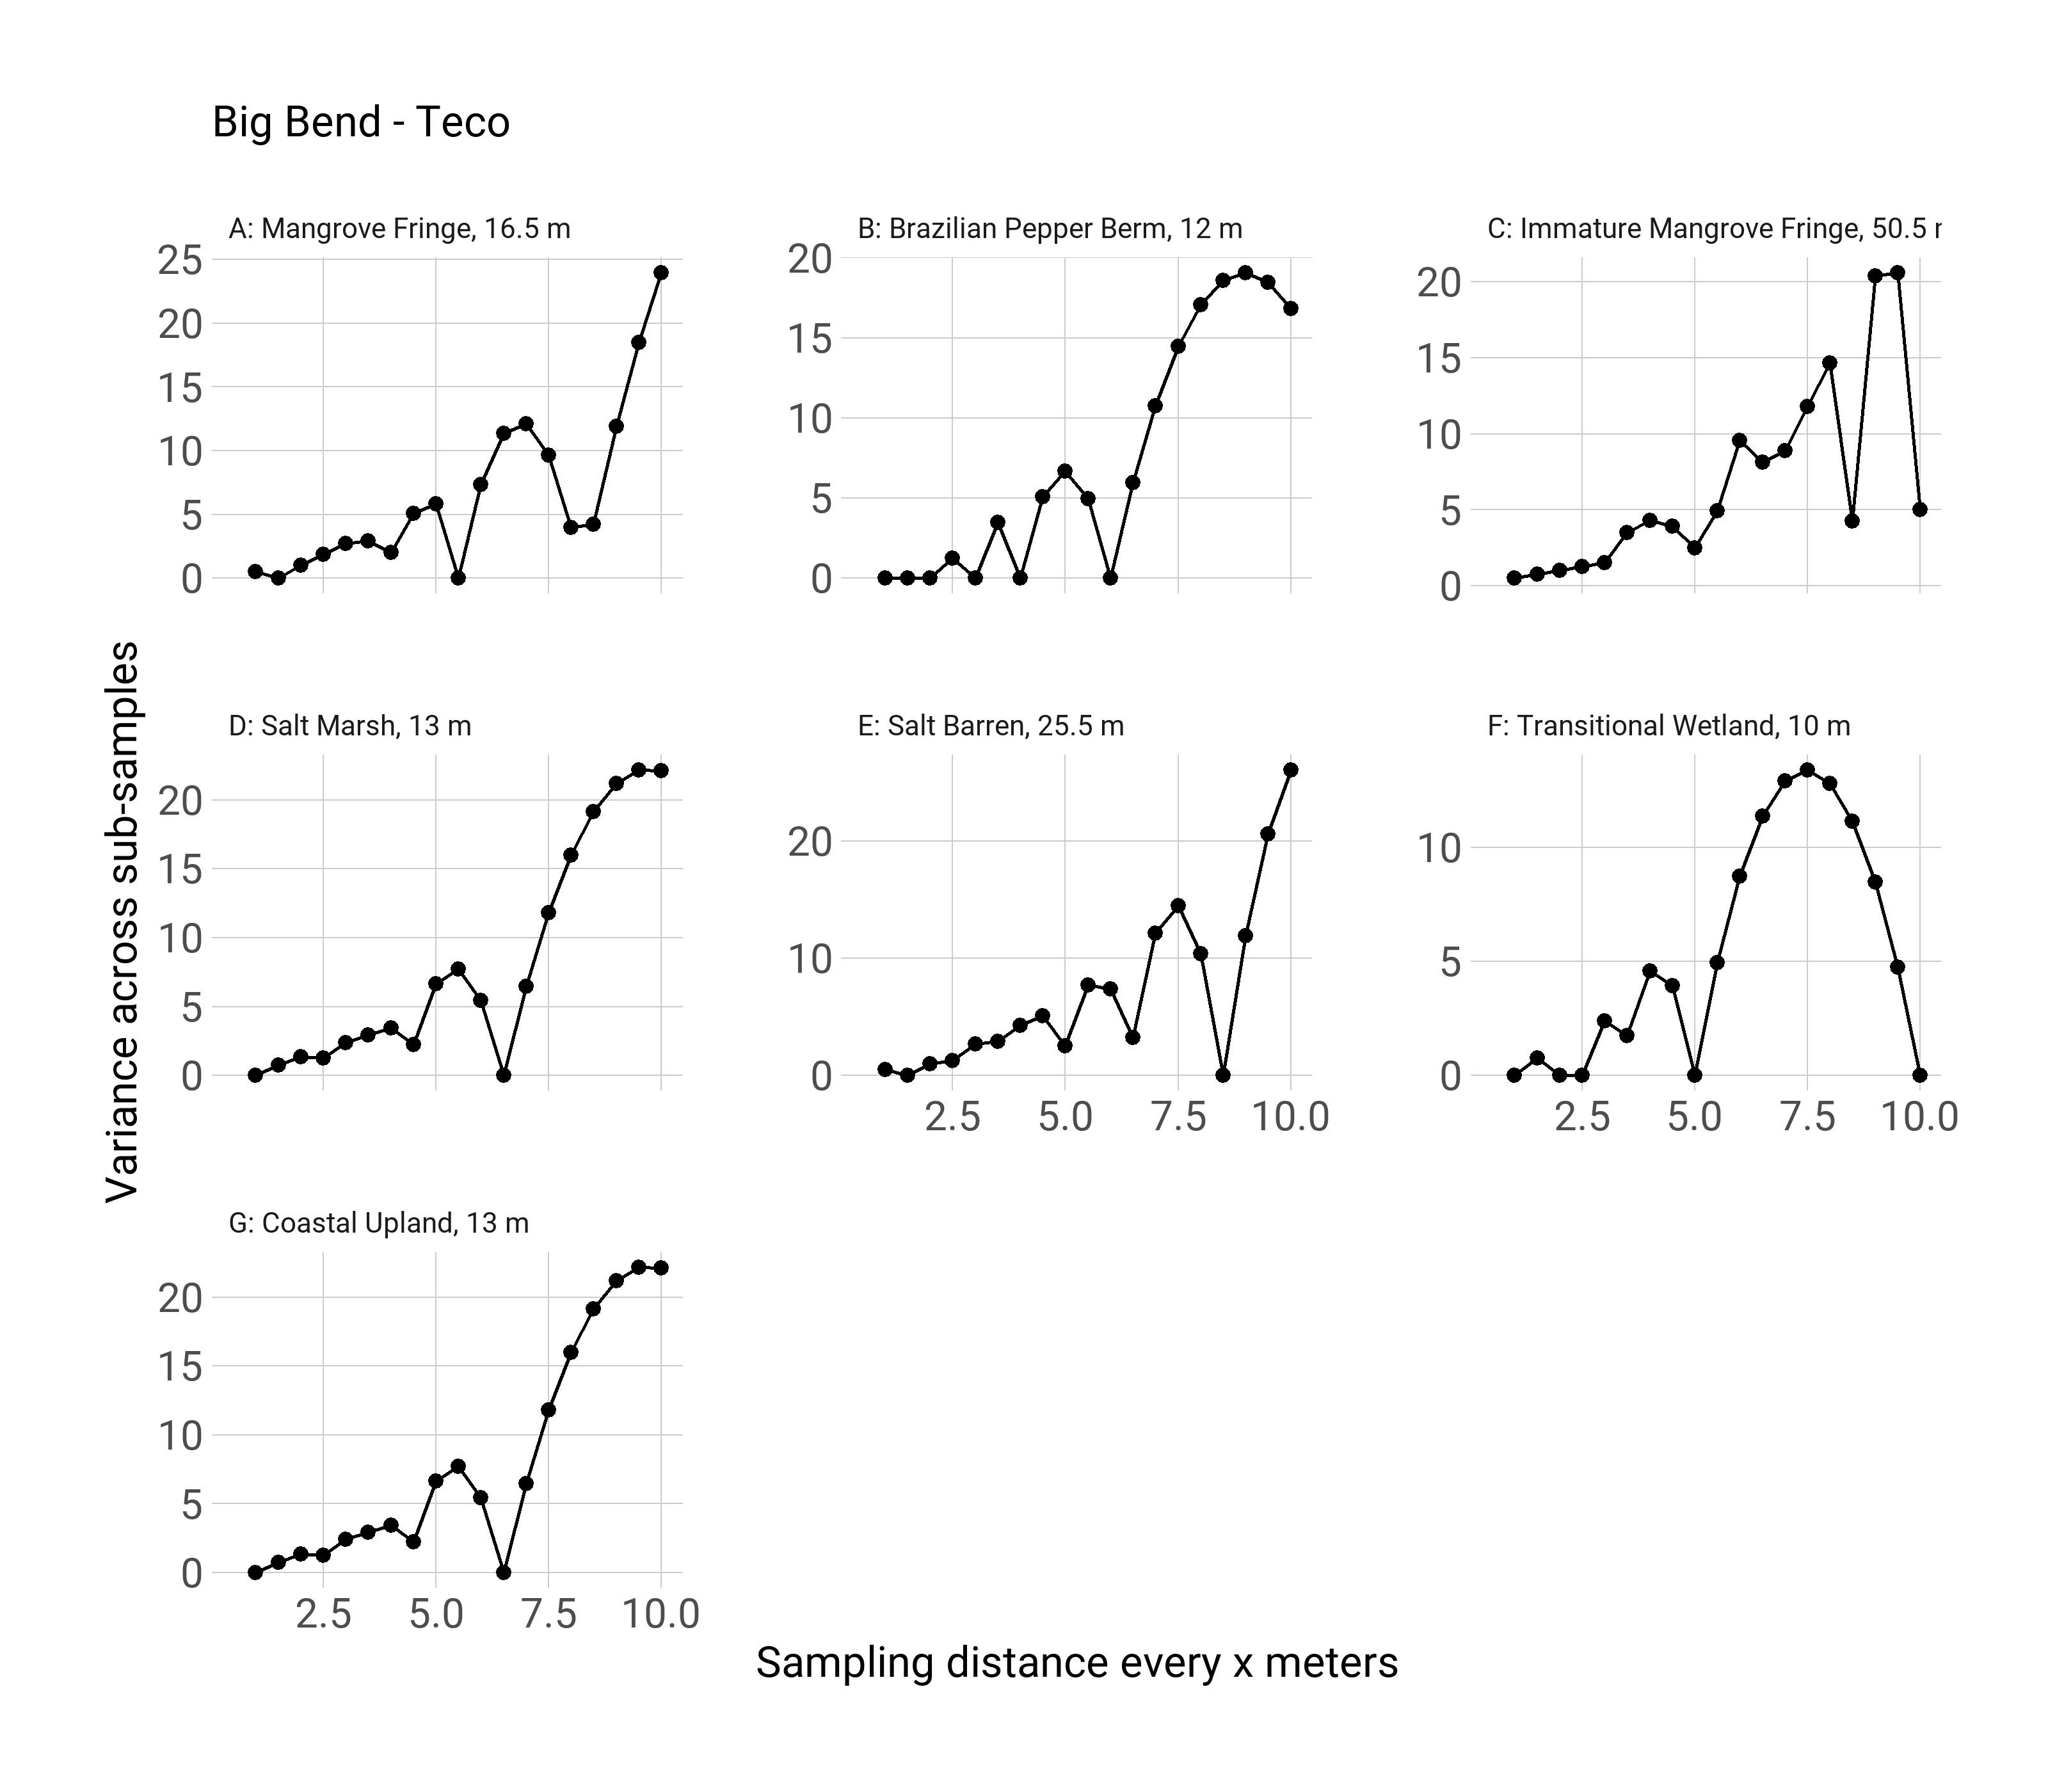 Big Bend - Teco
A: Mangrove Fringe, 16.5 m
B: Brazilian Pepper Berm, 12 m
C: Immature Mangrove Fringe, 50.5
25
20
15
10
5
0
20
15
10
5
0
20
15
10
5
0
Variance across sub-samples
D: Salt Marsh, 13 m
E: Salt Barren, 25.5 m
F: Transitional Wetland, 10 m
20
15
10
5
0
20
10
0
10
5
0
2.5 5.0 7.5 10.0
2.5 5.0 7.5 10.0
G: Coastal Upland, 13 m
20
15
10
5
0
2.5 5.0 7.5 10.0
Sampling distance every x meters